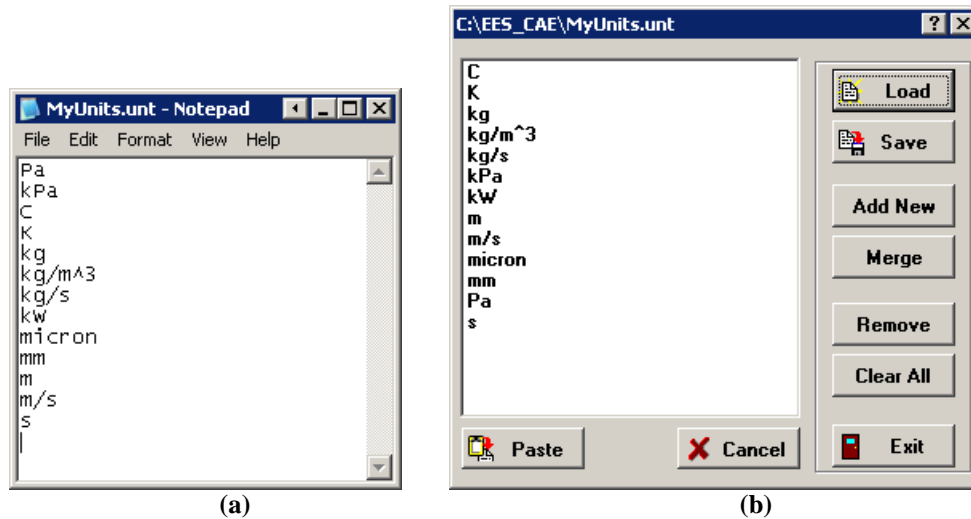 MyUnits.unt - Notepad
File Edit Format View Help
Pa
kPa
C
K
kg
kg/m^3
kg/s
kW
micron
mm
m
m/s
s
(a)
C:\EES_CAE\MyUnits.unt
C
K
kg
kg/m^3
kg/s
kPa
kW
m
m/s
micron
mm
Pa
s
Load
Save
Add New
Merge
Remove
Clear All
Paste
Cancel
Exit
(b)